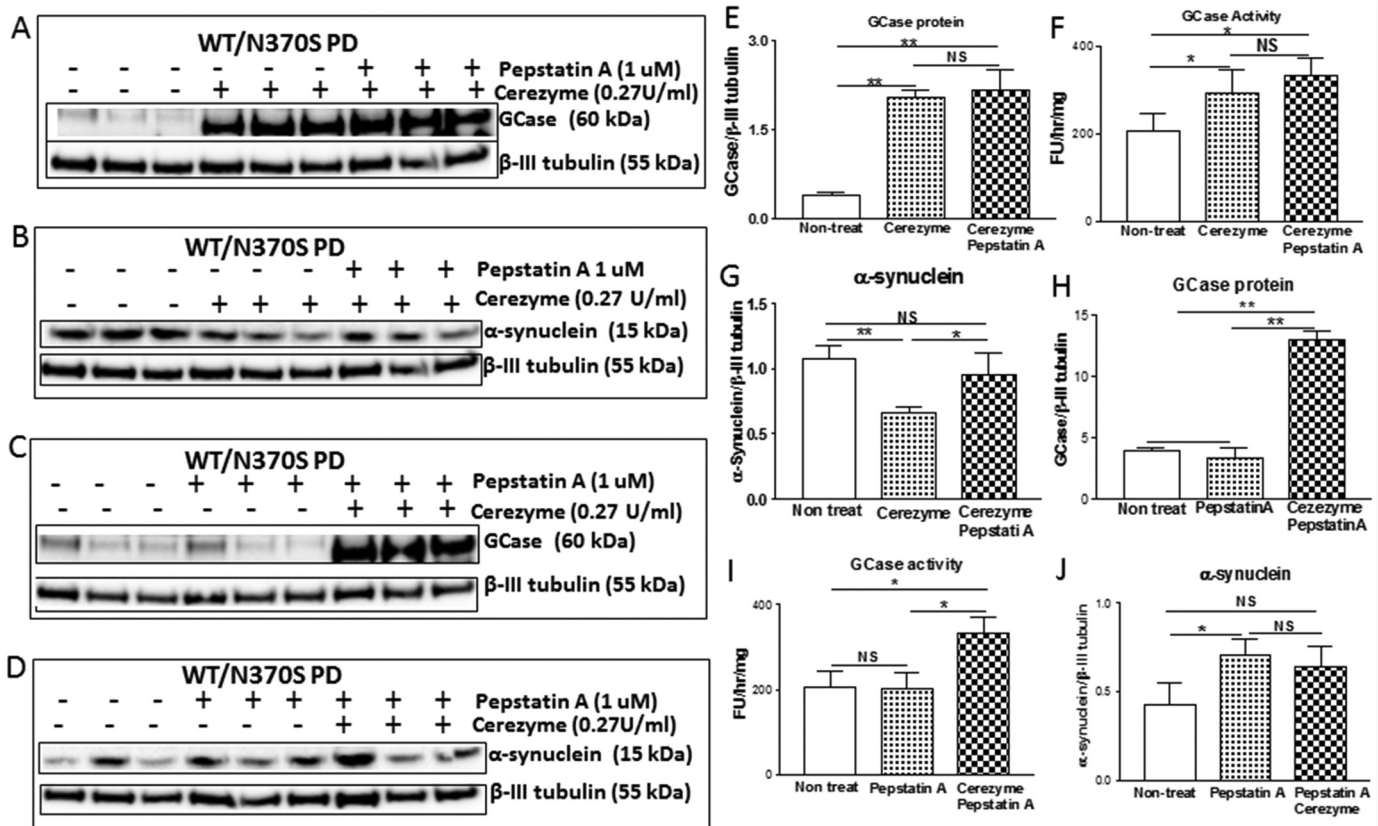 A
WT/N370S PD
- - - - - - + + + Pepstatin A (1 uM)
- - - + + + + + + Cerezyme (0.27U/ml)
GCase (60 kDa)
β-III tubulin (55 kDa)
B
WT/N370S PD
- - - - - - + + + Pepstatin A 1 uM
- - - + + + + + + Cerezyme (0.27 U/ml)
α-synuclein (15 kDa)
β-III tubulin (55 kDa)
C
WT/N370S PD
- - - + + + + + + Pepstatin A (1 uM)
- - - - - - + + + Cerezyme (0.27 U/ml)
GCase (60 kDa)
β-III tubulin (55 kDa)
D
WT/N370S PD
- - - + + + + + + Pepstatin A (1 uM)
- - - - - - + + + Cerezyme (0.27U/ml)
α-synuclein (15 kDa)
β-III tubulin (55 kDa)
E
GCase protein
GCase/β-III tubulin
3.0
1.5
0.0
**
NS
**
Non-treat Cerezyme Cerezyme
Pepstatin A
F
GCase Activity
FU/hr/mg
400
200
0
*
NS
*
Non-treat Cerezyme Cerezyme
Pepstatin A
G
α-synuclein
α-Synuclein/β-III tubulin
1.5
1.0
0.5
0.0
NS
** *
Non treat Cerezyme Cerezyme
Pepstati A
H
GCase protein
GCase/β-III tubulin
15
10
5
0
**
**
Non treat PepstatinA Cezezyme
PepstatinA
I
GCase activity
FU/hr/mg
400
200
0
*
*
NS
Non treat Pepstatin A Cerezyme
Pepstatin A
J
α-synuclein
α-synuclein/β-III tubulin
1.0
0.5
0.0
NS
* NS
Non-treat Pepstatin A Pepstatin A
Cerezyme